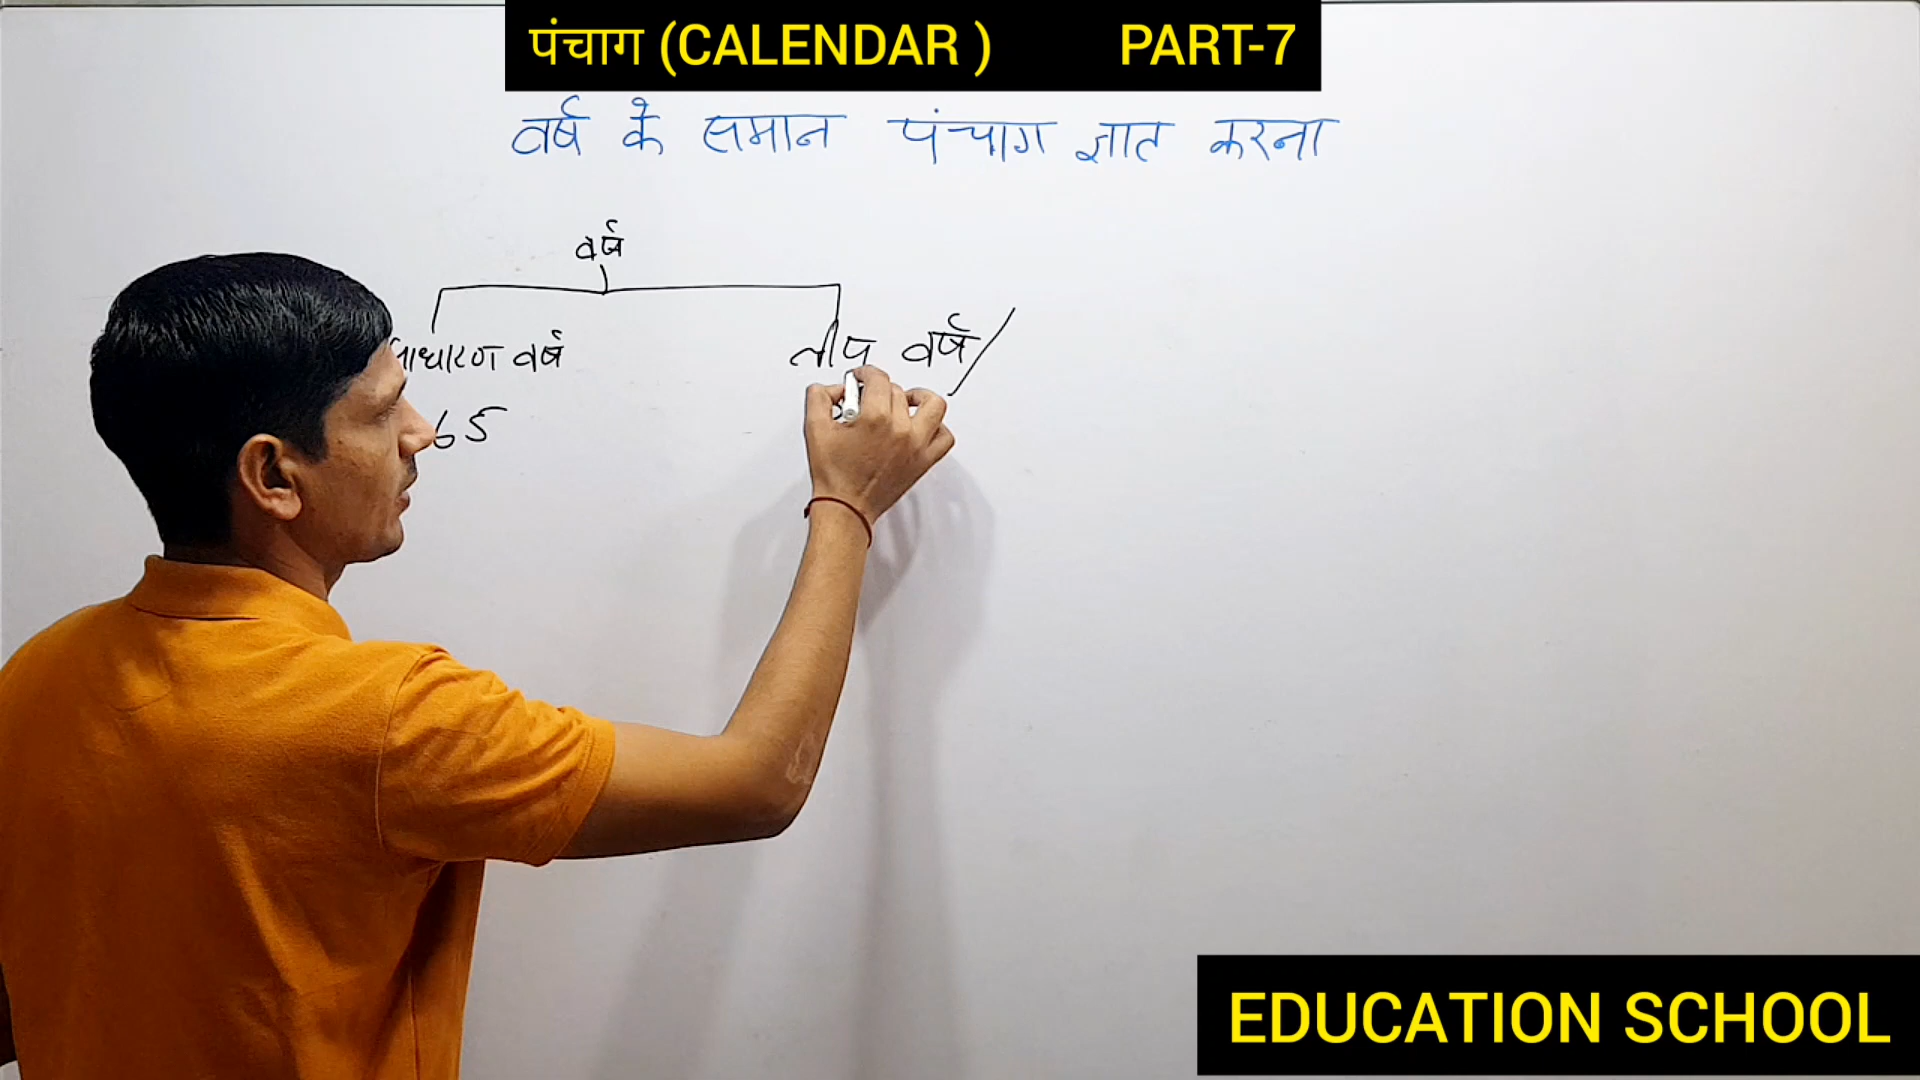 पंचाग (CALENDAR ) PART-7
वर्ष के समान पंचाग ज्ञात करना
वर्ष
साधारण वर्ष लीप वर्ष/
65
EDUCATION SCHOOL